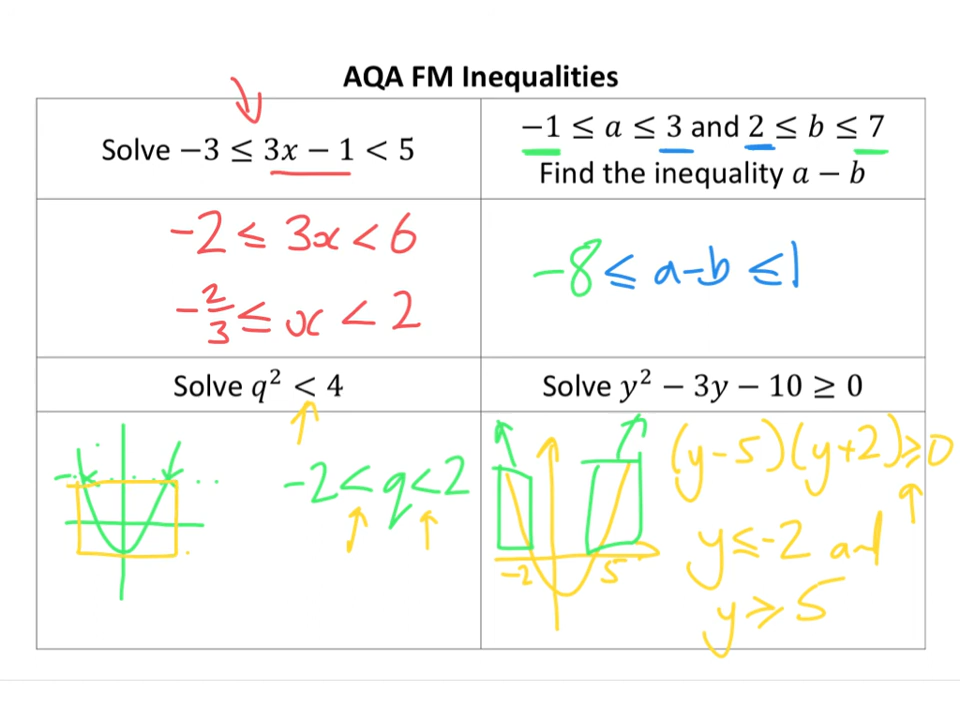 AQA FM Inequalities
Solve −3 ≤ 3x − 1 < 5
−1 ≤ a ≤ 3 and 2 ≤ b ≤ 7
Find the inequality a − b
-2 ≤ 3x < 6
-2/3 ≤ x < 2
-8 ≤ a-b ≤ 1
Solve q² < 4
Solve y² − 3y − 10 ≥ 0
-2 < q < 2
-2 5
(y-5)(y+2) ≥ 0
y ≤ -2 and
y ≥ 5